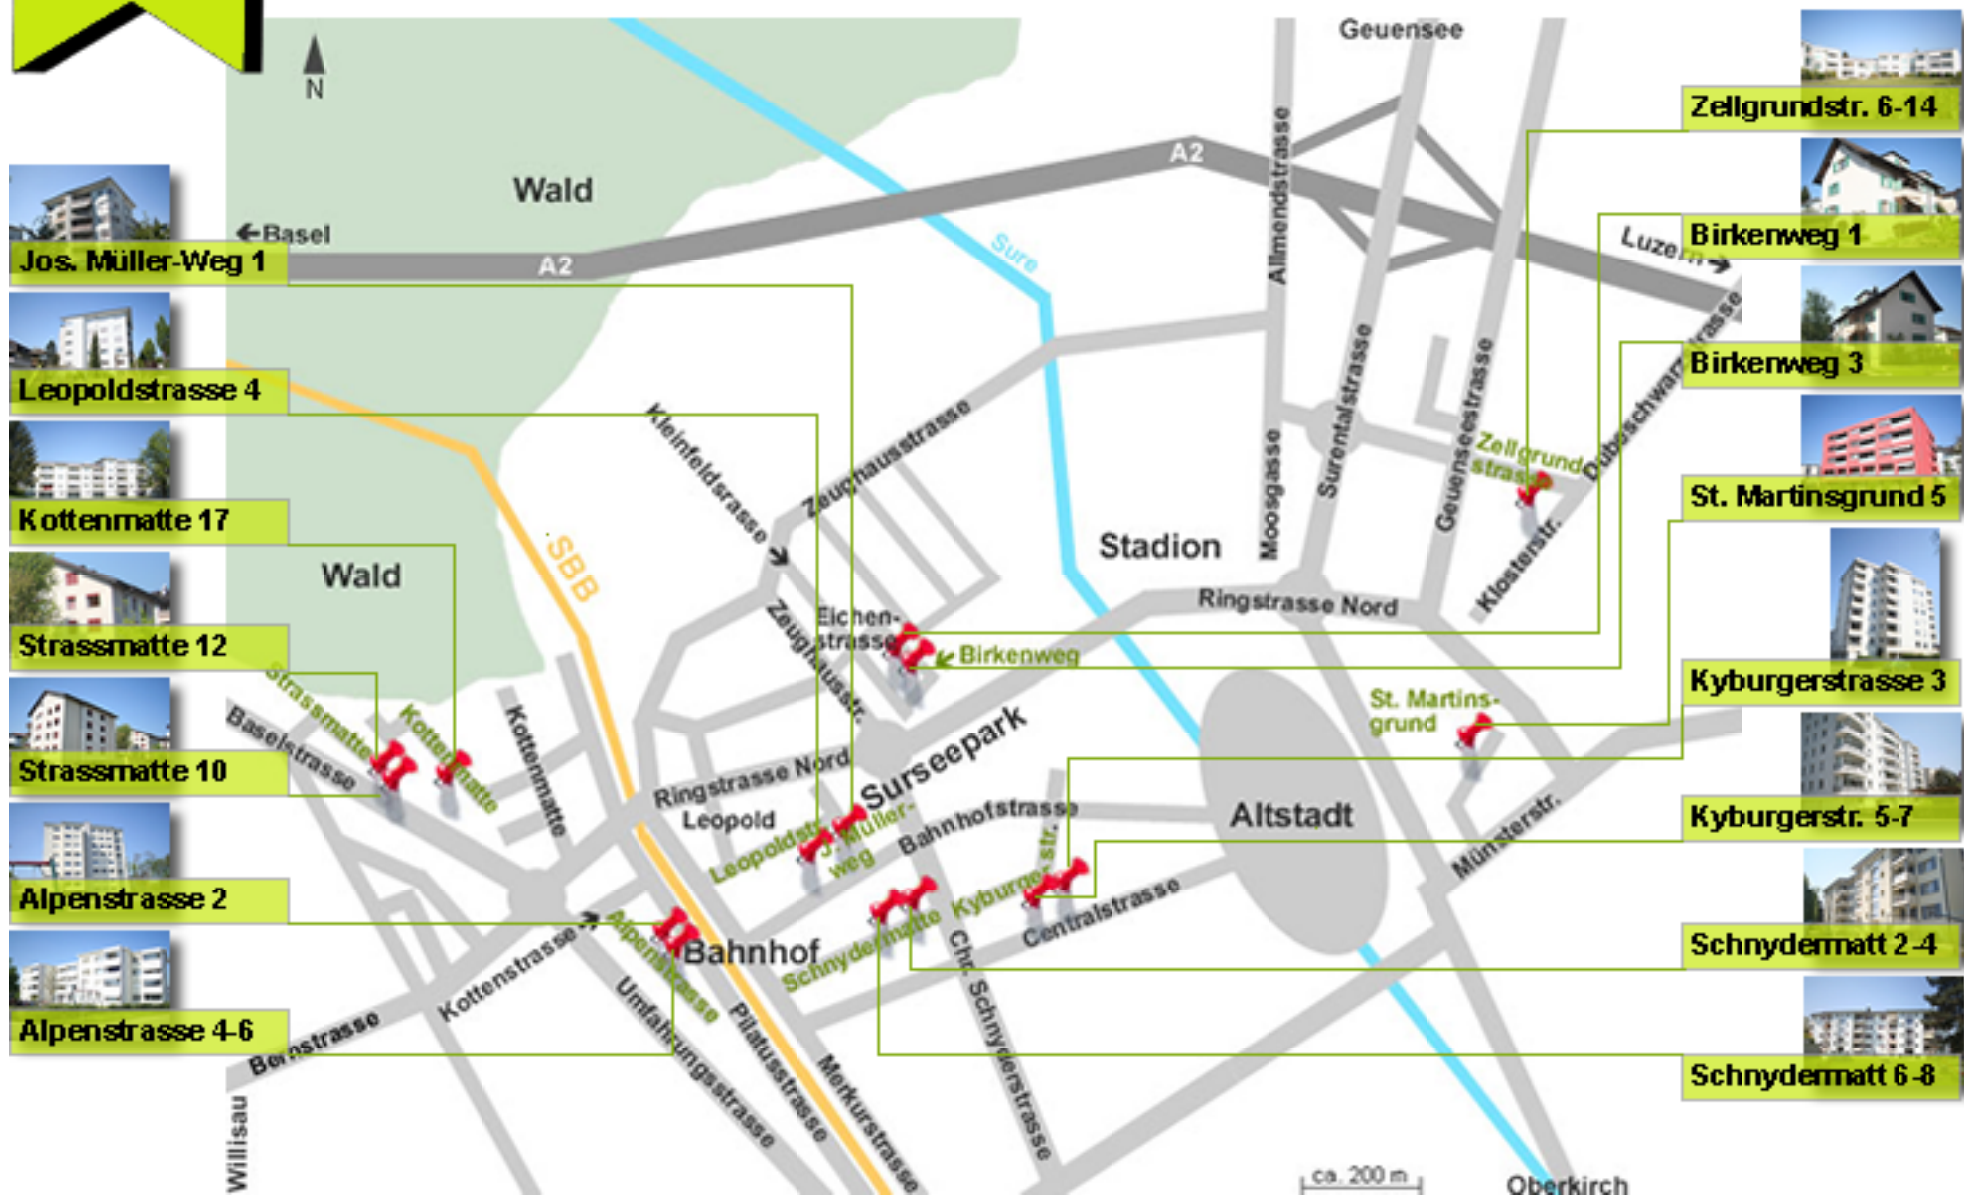 N
Geuensee
Wald
A2
A2
Basel
Luzern
Sure
Allmendstrasse
Moosgasse
Surentalstrasse
Geuenseestrasse
Zellgrund
strasse
Klosterstr.
Kleinfeldsrasse
Zeughausstrasse
Zeughausstr.
SBB
Wald
Stadion
Ringstrasse Nord
Eichen-
strasse
Birkenweg
St. Martins-
grund
Strassmatte
Kottenmatte
Kottenmatte
Baselstrasse
Surseepark
Ringstrasse Nord
Leopold
Leopoldstr.
J. Müller-
weg
Bahnhofstrasse
Altstadt
Münsterstr.
Kyburger str.
Centralstrasse
Schnydermatte
Chr. Schnyderstrasse
Bahnhof
Alpenstrasse
Kottenstrasse
Umfahrungsstrasse
Pilatusstrasse
Merkurstrasse
Bernstrasse
Willisau
ca. 200 m
Oberkirch
Jos. Müller-Weg 1
Leopoldstrasse 4
Kottenmatte 17
Strassmatte 12
Strassmatte 10
Alpenstrasse 2
Alpenstrasse 4-6
Zellgrundstr. 6-14
Birkenweg 1
Birkenweg 3
St. Martinsgrund 5
Kyburgerstrasse 3
Kyburgerstr. 5-7
Schnydermatt 2-4
Schnydermatt 6-8